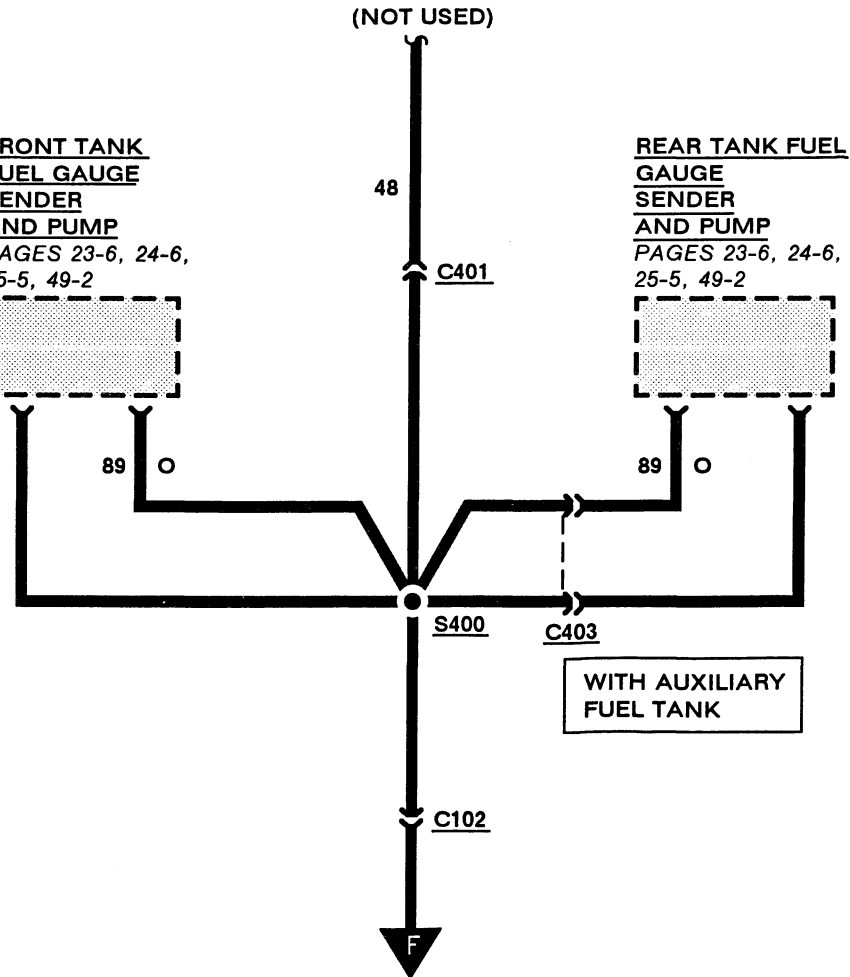 (NOT USED)
RONT TANK
UEL GAUGE
ENDER
ND PUMP
AGES 23-6, 24-6,
5-5, 49-2
REAR TANK FUEL
GAUGE
SENDER
AND PUMP
PAGES 23-6, 24-6,
25-5, 49-2
48
C401
89 O
89 O
S400
C403
WITH AUXILIARY
FUEL TANK
C102
F